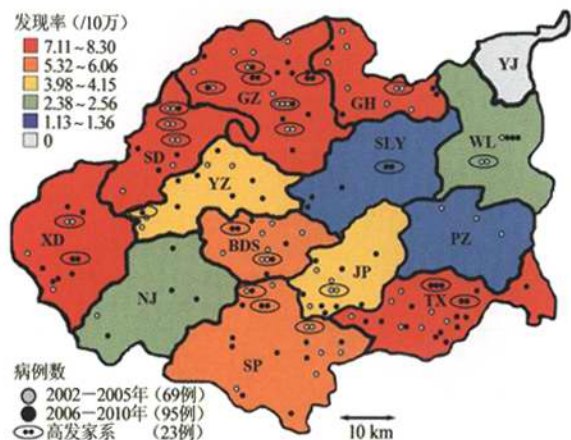 发现率(/10万)
7.11~8.30
5.32~6.06
3.98~4.15
2.38~2.56
1.13~1.36
0
YJ
GZ
GH
SD
SLY
WL
YZ
XD
BDS
PZ
NJ
JP
TX
SP
病例数
2002-2005年(69例)
2006-2010年(95例)
高发家系 (23例)
10 km